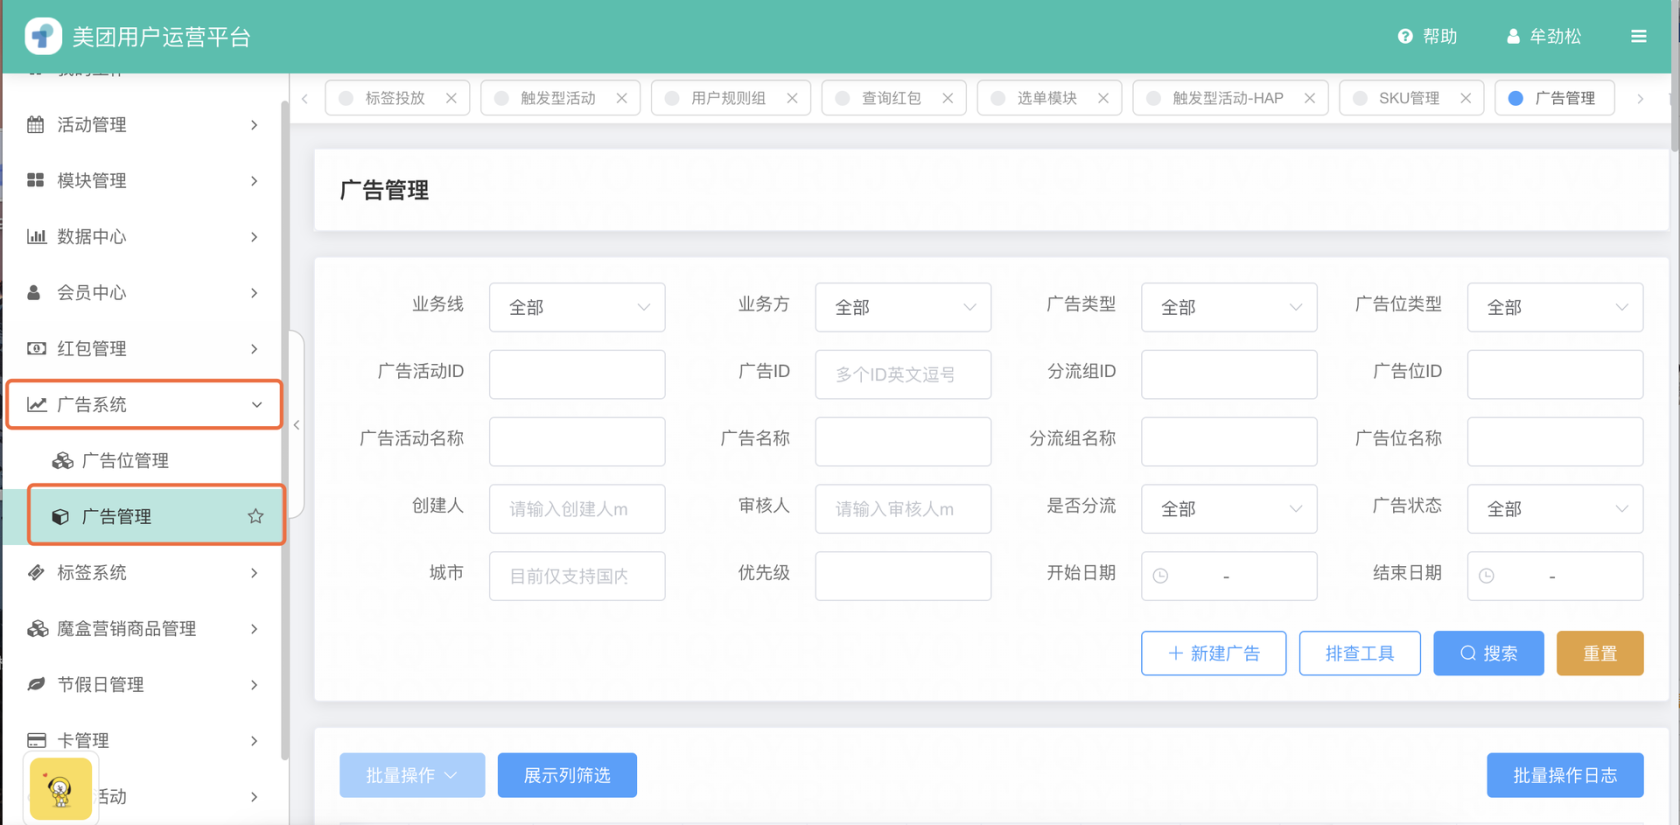 美团用户运营平台
帮助
牟劲松
标签投放
触发型活动
用户规则组
查询红包
选单模块
触发型活动-HAP
SKU管理
广告管理
活动管理
模块管理
数据中心
会员中心
红包管理
广告系统
广告位管理
广告管理
标签系统
魔盒营销商品管理
节假日管理
卡管理
活动
广告管理
业务线 全部
业务方 全部
广告类型 全部
广告位类型 全部
广告活动ID
广告ID 多个ID英文逗号
分流组ID
广告位ID
广告活动名称
广告名称
分流组名称
广告位名称
创建人 请输入创建人m
审核人 请输入审核人m
是否分流 全部
广告状态 全部
城市 目前仅支持国内
优先级
开始日期 -
结束日期 -
新建广告
排查工具
搜索
重置
批量操作
展示列筛选
批量操作日志